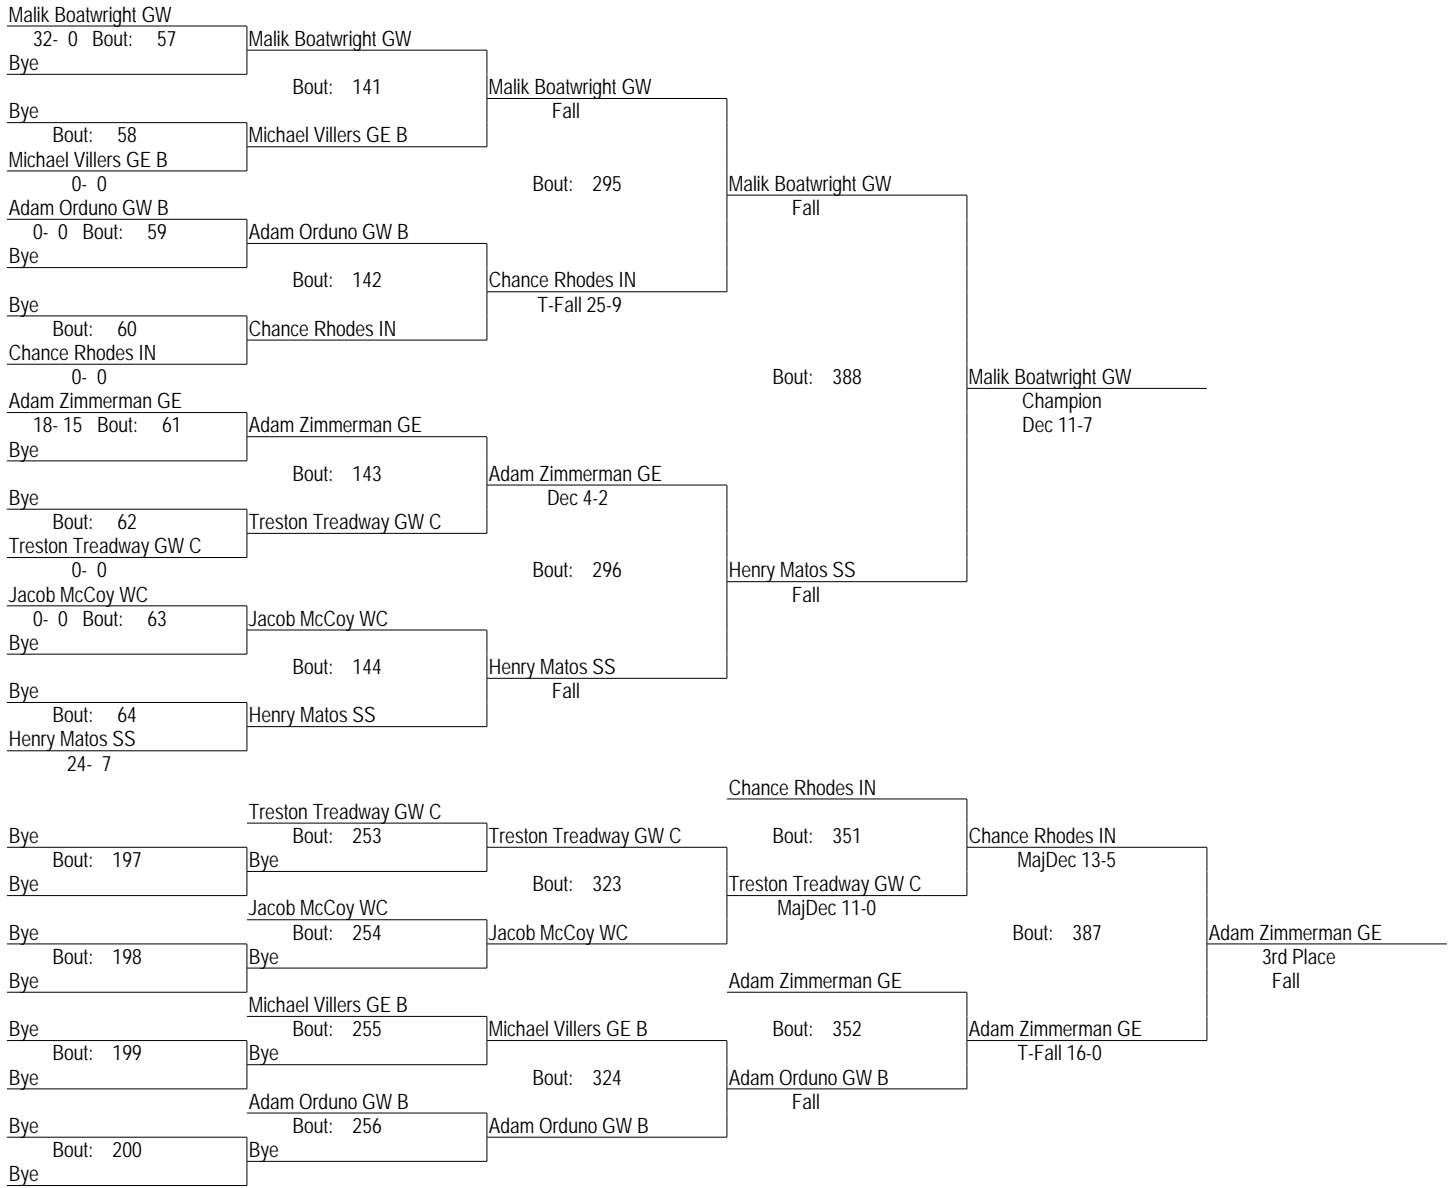 Malik Boatwright GW
32- 0 Bout: 57 Malik Boatwright GW
Bye
Bout: 141 Malik Boatwright GW
Bye Fall
Bout: 58 Michael Villers GE B
Michael Villers GE B
0- 0 Bout: 295 Malik Boatwright GW
Adam Orduno GW B Fall
0- 0 Bout: 59 Adam Orduno GW B
Bye
Bout: 142 Chance Rhodes IN
Bye T-Fall 25-9
Bout: 60 Chance Rhodes IN
Chance Rhodes IN
0- 0 Bout: 388 Malik Boatwright GW
Adam Zimmerman GE Champion
18- 15 Bout: 61 Adam Zimmerman GE Dec 11-7
Bye
Bout: 143 Adam Zimmerman GE
Bye Dec 4-2
Bout: 62 Treston Treadway GW C
Treston Treadway GW C
0- 0 Bout: 296 Henry Matos SS
Jacob McCoy WC Fall
0- 0 Bout: 63 Jacob McCoy WC
Bye
Bout: 144 Henry Matos SS
Bye Fall
Bout: 64 Henry Matos SS
Henry Matos SS
24- 7
Chance Rhodes IN
Treston Treadway GW C
Bye Bout: 253 Treston Treadway GW C Bout: 351 Chance Rhodes IN
Bout: 197 Bye MajDec 13-5
Bye Bout: 323 Treston Treadway GW C
Jacob McCoy WC MajDec 11-0
Bye Bout: 254 Jacob McCoy WC Bout: 387 Adam Zimmerman GE
Bout: 198 Bye 3rd Place
Bye Adam Zimmerman GE Fall
Michael Villers GE B
Bye Bout: 255 Michael Villers GE B Bout: 352 Adam Zimmerman GE
Bout: 199 Bye T-Fall 16-0
Bye Bout: 324 Adam Orduno GW B
Adam Orduno GW B Fall
Bye Bout: 256 Adam Orduno GW B
Bout: 200 Bye
Bye